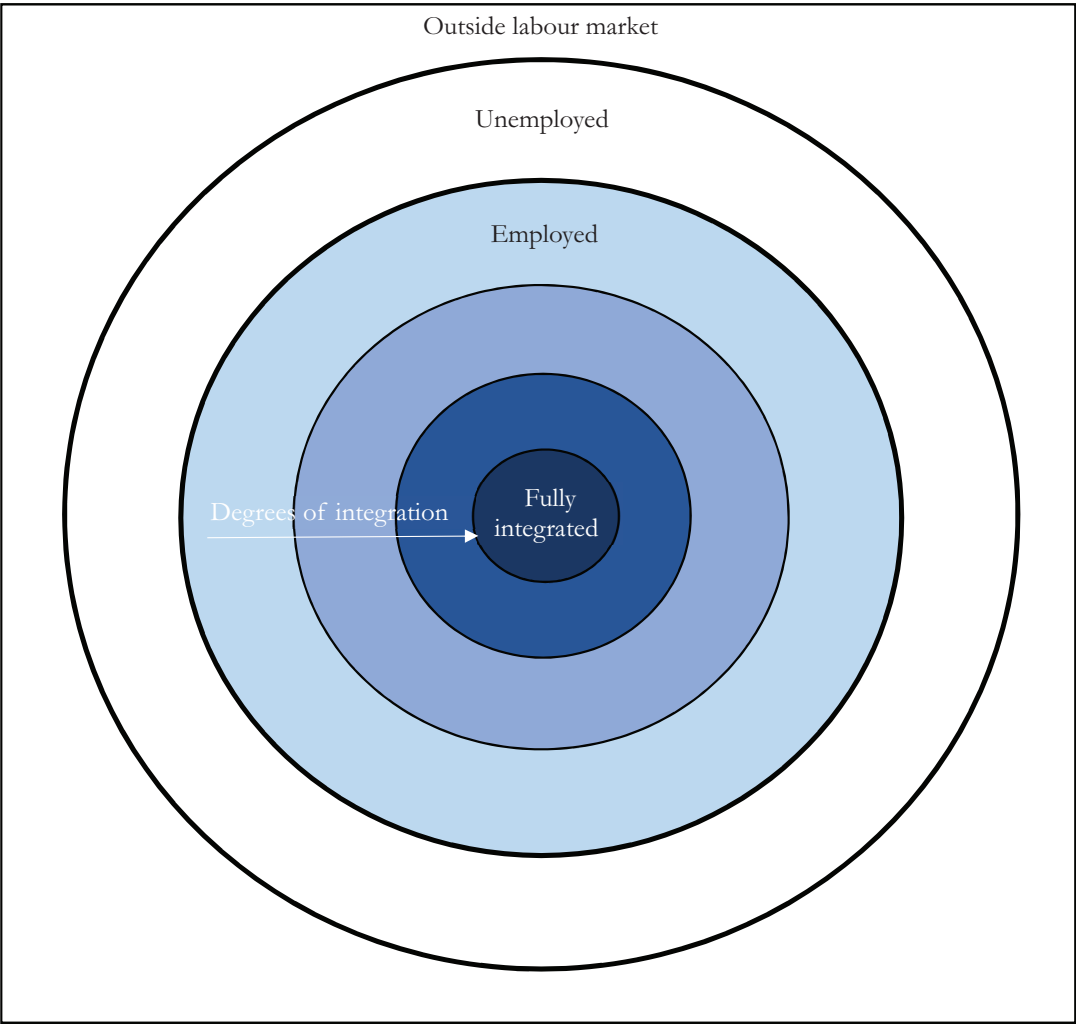 Outside labour market
Unemployed
Employed
Degrees of integration
Fully
integrated